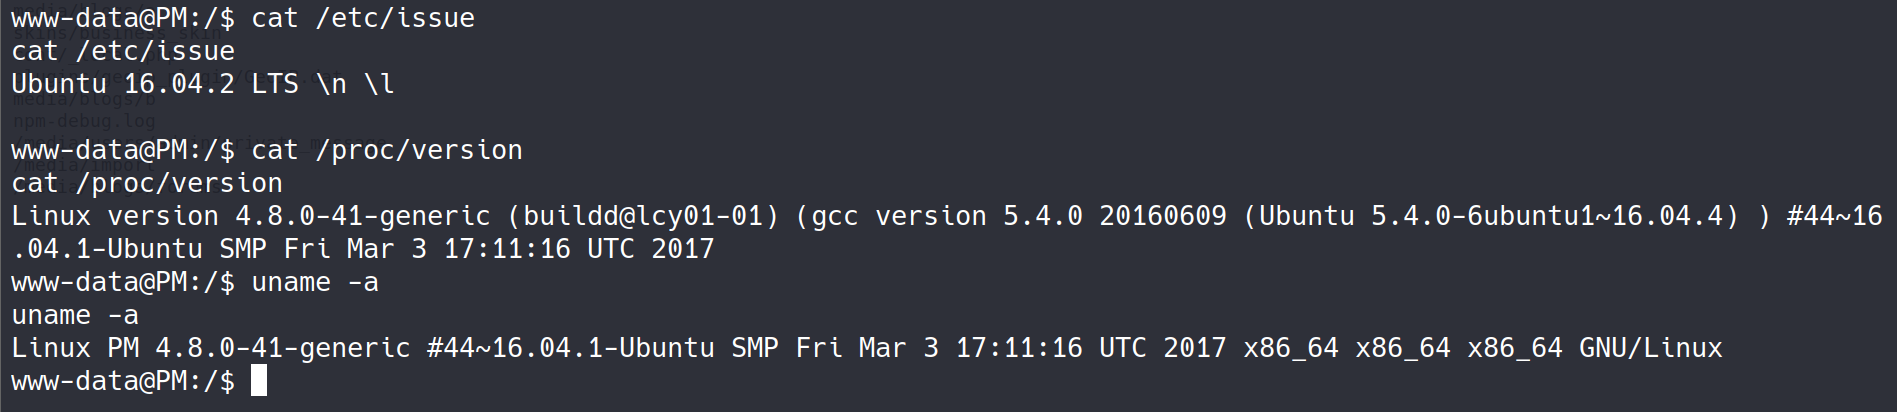 www-data@PM:/$ cat /etc/issue
cat /etc/issue
Ubuntu 16.04.2 LTS \n \l
media/blogs/b
npm-debug.log
www-data@PM:/$ cat /proc/version
cat /proc/version
Linux version 4.8.0-41-generic (buildd@lcy01-01) (gcc version 5.4.0 20160609 (Ubuntu 5.4.0-6ubuntu1~16.04.4) ) #44~16
.04.1-Ubuntu SMP Fri Mar 3 17:11:16 UTC 2017
www-data@PM:/$ uname -a
uname -a
Linux PM 4.8.0-41-generic #44~16.04.1-Ubuntu SMP Fri Mar 3 17:11:16 UTC 2017 x86_64 x86_64 x86_64 GNU/Linux
www-data@PM:/$